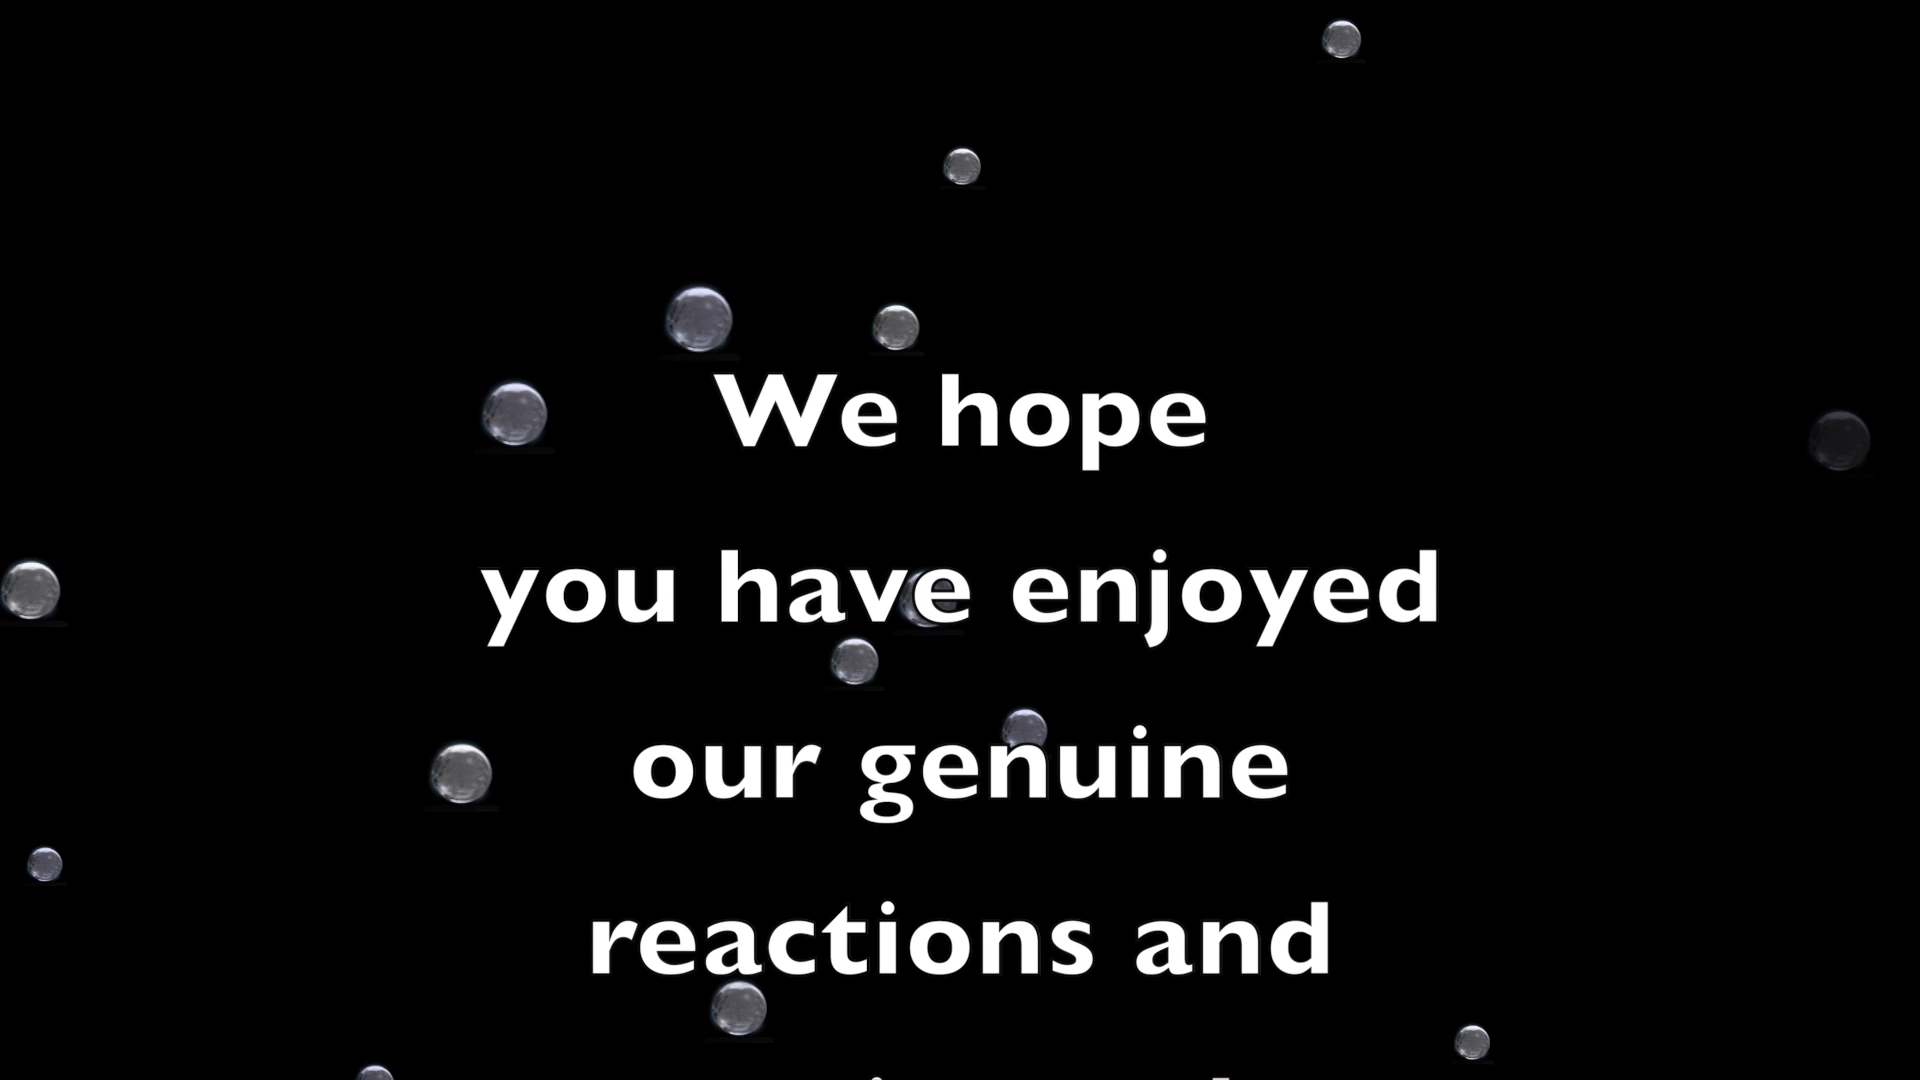 We hope
you have enjoyed
our genuine
reactions and